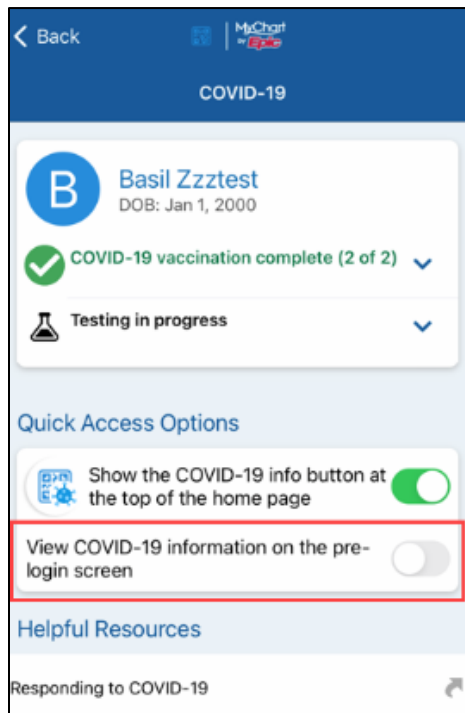 Back
MyChart
by Epic
COVID-19
B
Basil Zzztest
DOB: Jan 1, 2000
COVID-19 vaccination complete (2 of 2)
Testing in progress
Quick Access Options
Show the COVID-19 info button at
the top of the home page
View COVID-19 information on the pre-
login screen
Helpful Resources
Responding to COVID-19